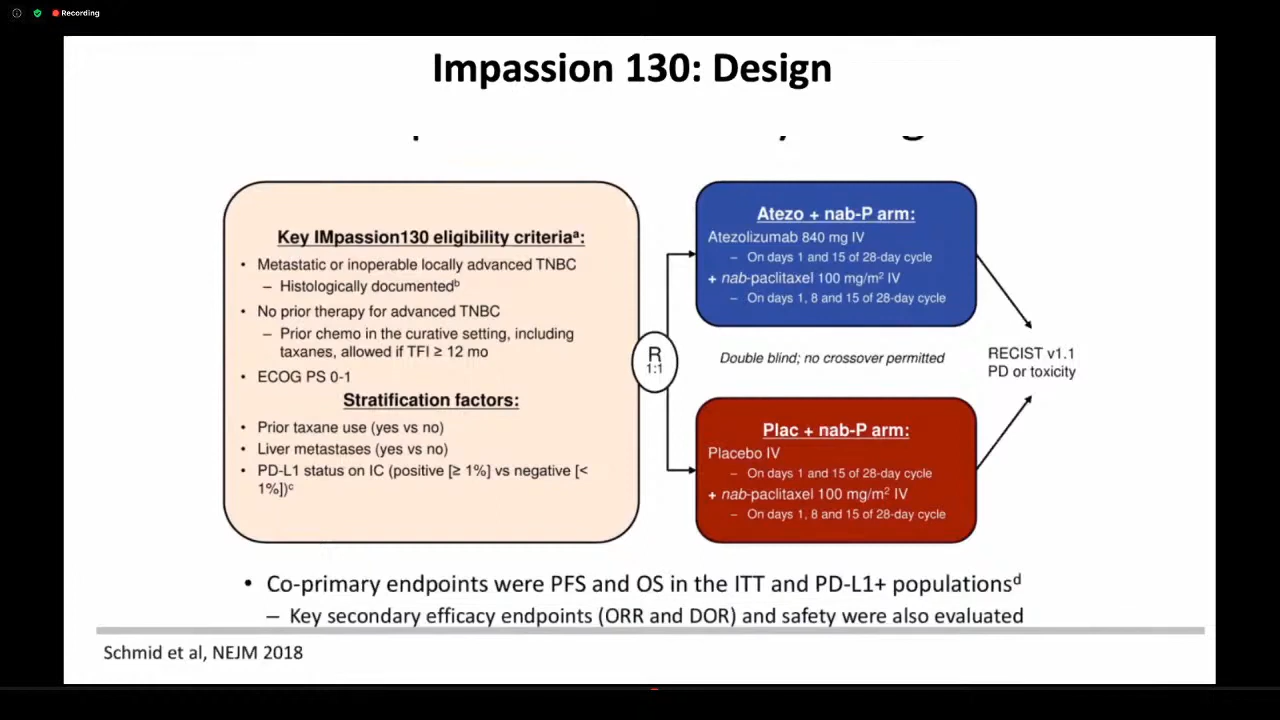 Recording
Impassion 130: Design
Key IMpassion130 eligibility criteriaᵃ:
• Metastatic or inoperable locally advanced TNBC
– Histologically documentedᵇ
• No prior therapy for advanced TNBC
– Prior chemo in the curative setting, including
taxanes, allowed if TFI ≥ 12 mo
• ECOG PS 0-1
Stratification factors:
• Prior taxane use (yes vs no)
• Liver metastases (yes vs no)
• PD-L1 status on IC (positive [≥ 1%] vs negative [<
1%])ᶜ
R
1:1
Atezo + nab-P arm:
Atezolizumab 840 mg IV
– On days 1 and 15 of 28-day cycle
+ nab-paclitaxel 100 mg/m² IV
– On days 1, 8 and 15 of 28-day cycle
Double blind; no crossover permitted
Plac + nab-P arm:
Placebo IV
– On days 1 and 15 of 28-day cycle
+ nab-paclitaxel 100 mg/m² IV
– On days 1, 8 and 15 of 28-day cycle
RECIST v1.1
PD or toxicity
• Co-primary endpoints were PFS and OS in the ITT and PD-L1+ populationsᵈ
– Key secondary efficacy endpoints (ORR and DOR) and safety were also evaluated
Schmid et al, NEJM 2018